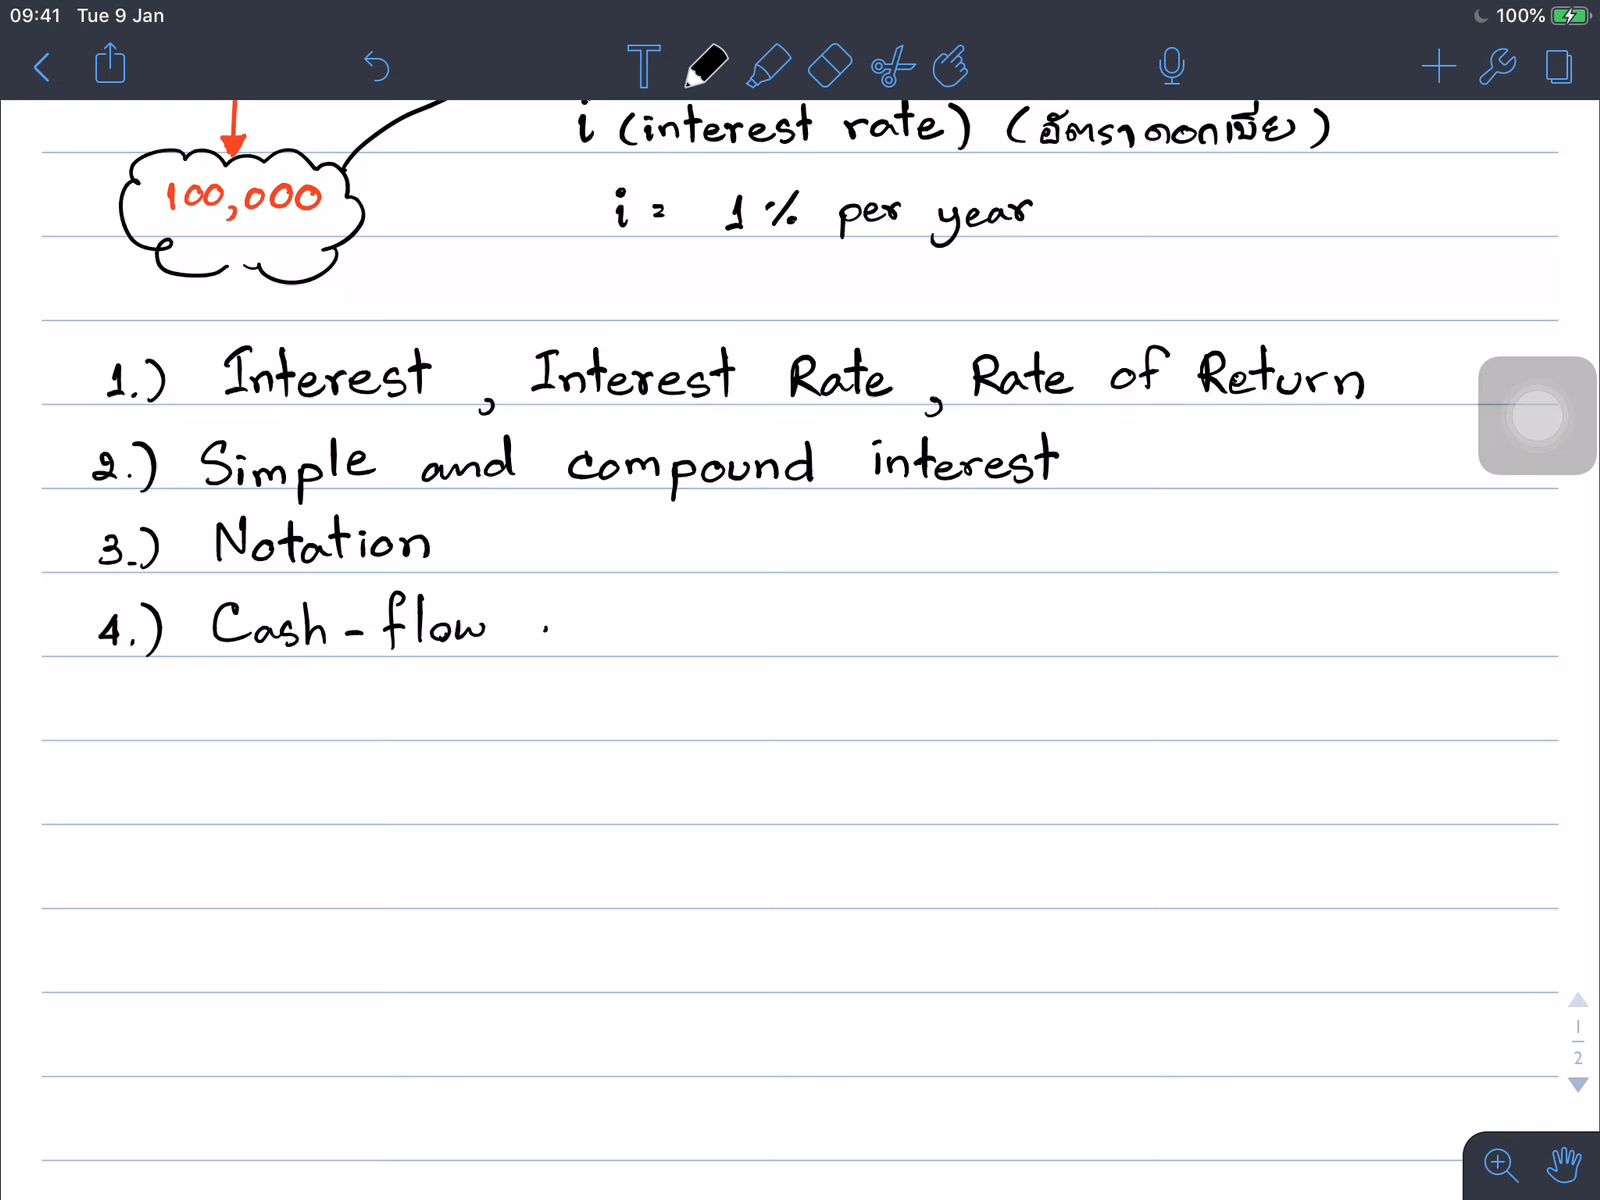 09:41 Tue 9 Jan 100%
i (interest rate) (อัตราดอกเบี้ย)
100,000
i = 1% per year
1.) Interest, Interest Rate, Rate of Return
2.) Simple and compound interest
3.) Notation
4.) Cash-flow .
1
2